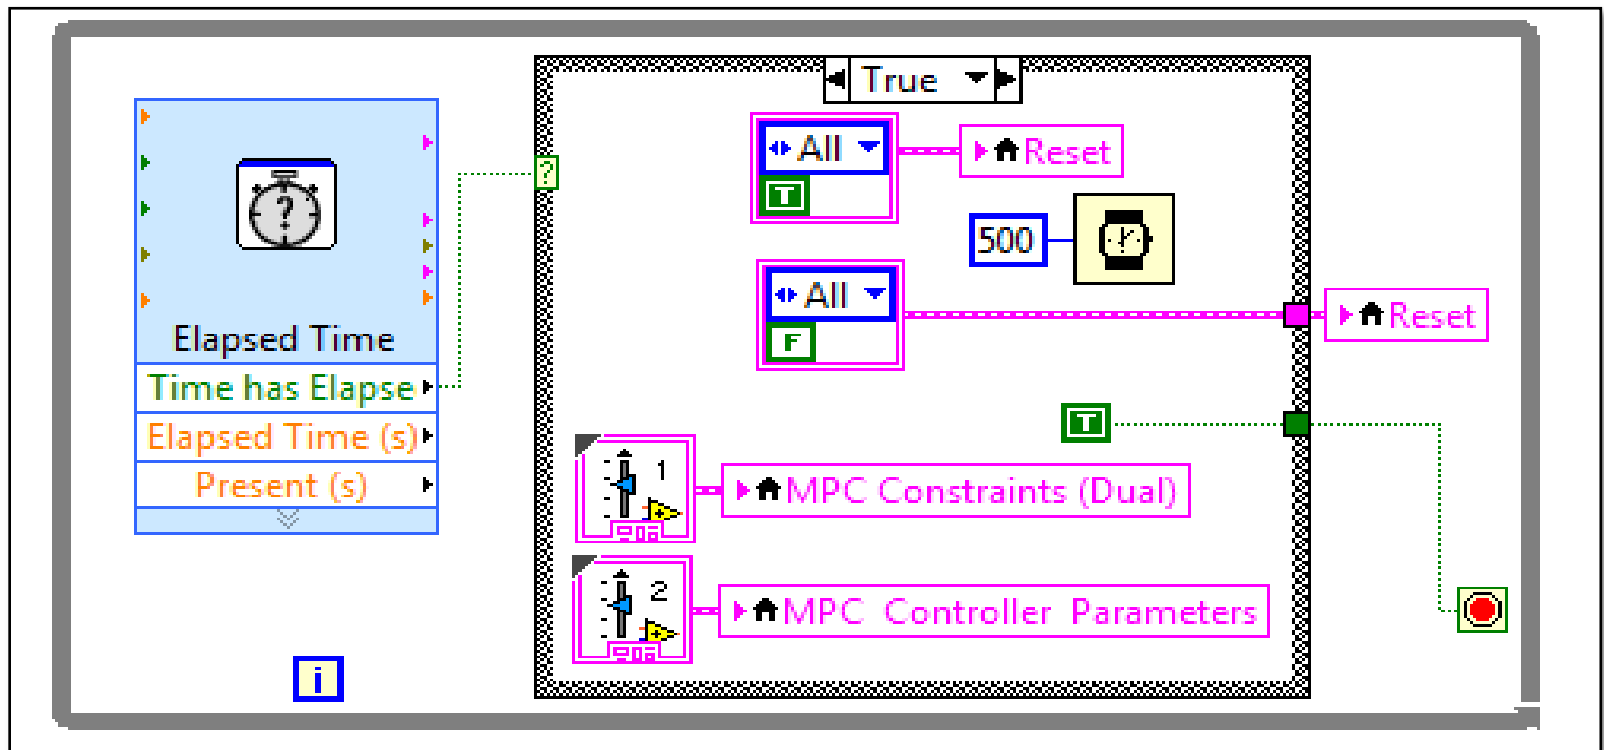 True
All
Reset
T
?
?
500
All
Reset
F
Elapsed Time
Time has Elapse
Elapsed Time (s)
Present (s)
T
1
MPC Constraints (Dual)
2
MPC Controller Parameters
i